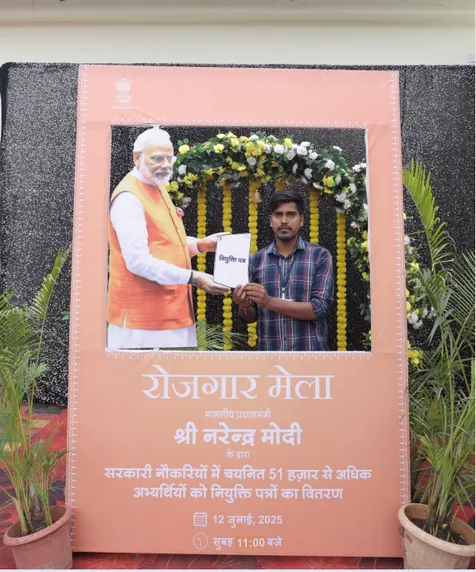 नियुक्ति पत्र
रोजगार मेला
माननीय प्रधानमंत्री
श्री नरेन्द्र मोदी
के द्वारा
सरकारी नौकरियों में चयनित 51 हज़ार से अधिक
अभ्यर्थियों को नियुक्ति पत्रों का वितरण
12 जुलाई, 2025
सुबह 11:00 बजे